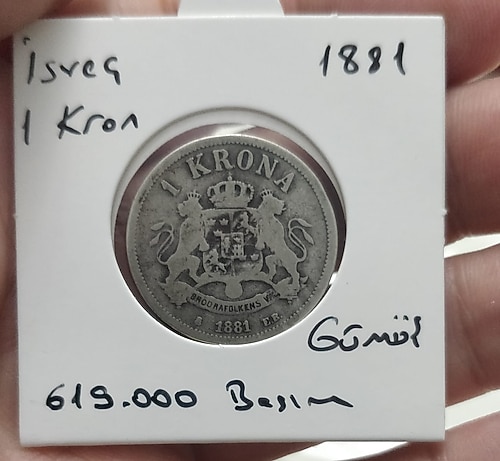 İsveç 1881
1 Kron
1 KRONA
BRÖDRAFOLKENS VÄL
1881 E.B.
Gümüş
619.000 Basım